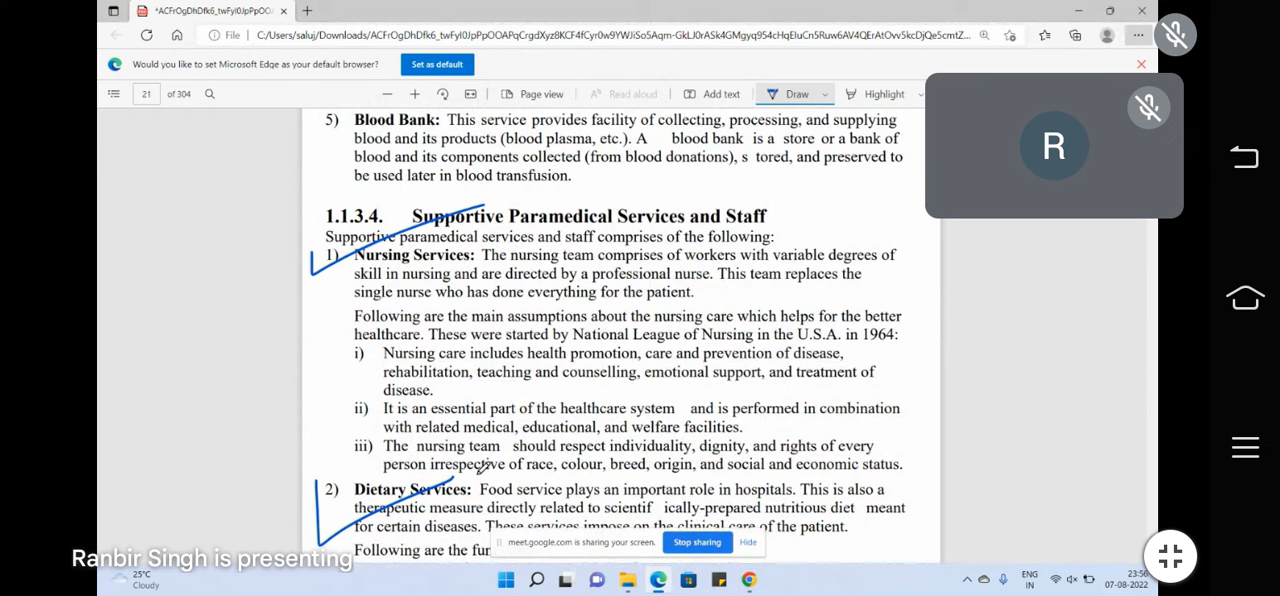 *ACFrOgDhDfk6_twFyI0JpPpOO
File | C:/Users/saluj/Downloads/ACFrOgDhDfk6_twFyI0JpPpOOAPqCrgdXyz8KCF4fCyr0w9YWJiSo5Aqm-GkLJ0rASk4GMgyq954cHqEluCn5Ruw6AV4QErAtOvv5kcDjQe5cmtZ...
Would you like to set Microsoft Edge as your default browser? Set as default
21 of 304 Page view Read aloud Add text Draw Highlight
R
5) Blood Bank: This service provides facility of collecting, processing, and supplying
blood and its products (blood plasma, etc.). A blood bank is a store or a bank of
blood and its components collected (from blood donations), s tored, and preserved to
be used later in blood transfusion.
1.1.3.4. Supportive Paramedical Services and Staff
Supportive paramedical services and staff comprises of the following:
1) Nursing Services: The nursing team comprises of workers with variable degrees of
skill in nursing and are directed by a professional nurse. This team replaces the
single nurse who has done everything for the patient.
Following are the main assumptions about the nursing care which helps for the better
healthcare. These were started by National League of Nursing in the U.S.A. in 1964:
i) Nursing care includes health promotion, care and prevention of disease,
rehabilitation, teaching and counselling, emotional support, and treatment of
disease.
ii) It is an essential part of the healthcare system and is performed in combination
with related medical, educational, and welfare facilities.
iii) The nursing team should respect individuality, dignity, and rights of every
person irrespective of race, colour, breed, origin, and social and economic status.
2) Dietary Services: Food service plays an important role in hospitals. This is also a
therapeutic measure directly related to scientif ically-prepared nutritious diet meant
for certain diseases. These services impose on the clinical care of the patient.
Following are the fun
meet.google.com is sharing your screen. Stop sharing Hide
Ranbir Singh is presenting
25°C
Cloudy
ENG
IN
23:56
07-08-2022